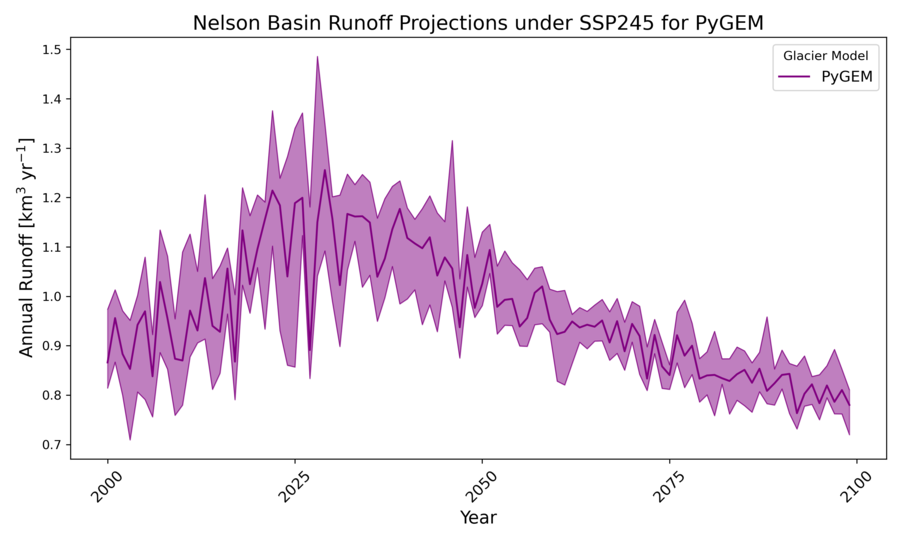 Nelson Basin Runoff Projections under SSP245 for PyGEM
Glacier Model
PyGEM
Annual Runoff [km³ yr⁻¹]
1.5
1.4
1.3
1.2
1.1
1.0
0.9
0.8
0.7
2000
2025
2050
2075
2100
Year